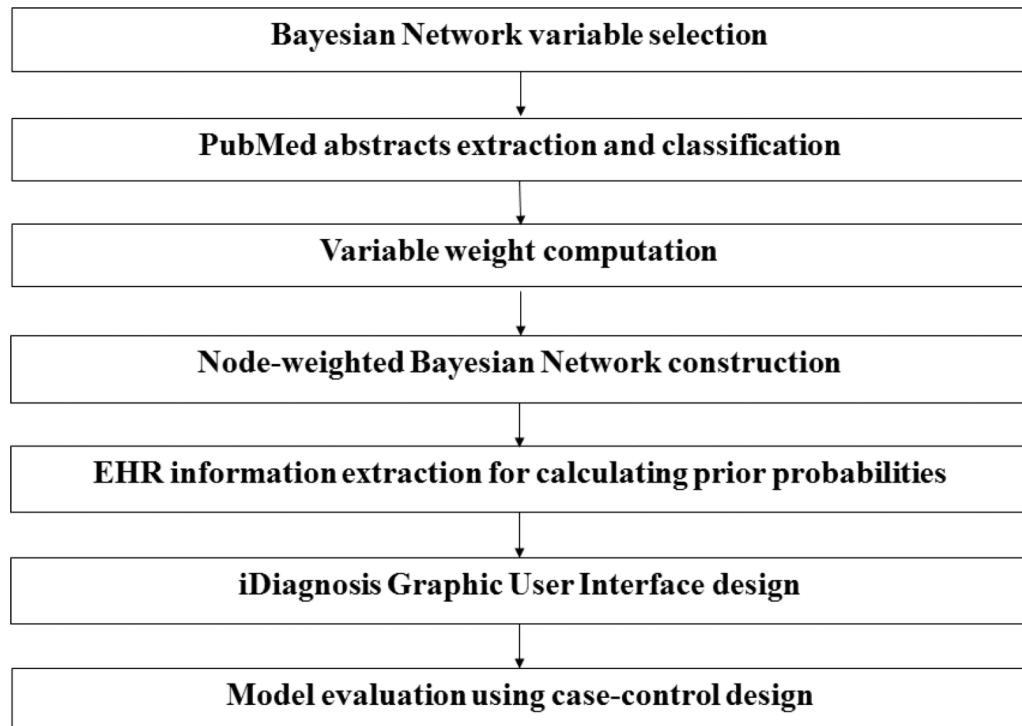 Bayesian Network variable selection
PubMed abstracts extraction and classification
Variable weight computation
Node-weighted Bayesian Network construction
EHR information extraction for calculating prior probabilities
iDiagnosis Graphic User Interface design
Model evaluation using case-control design